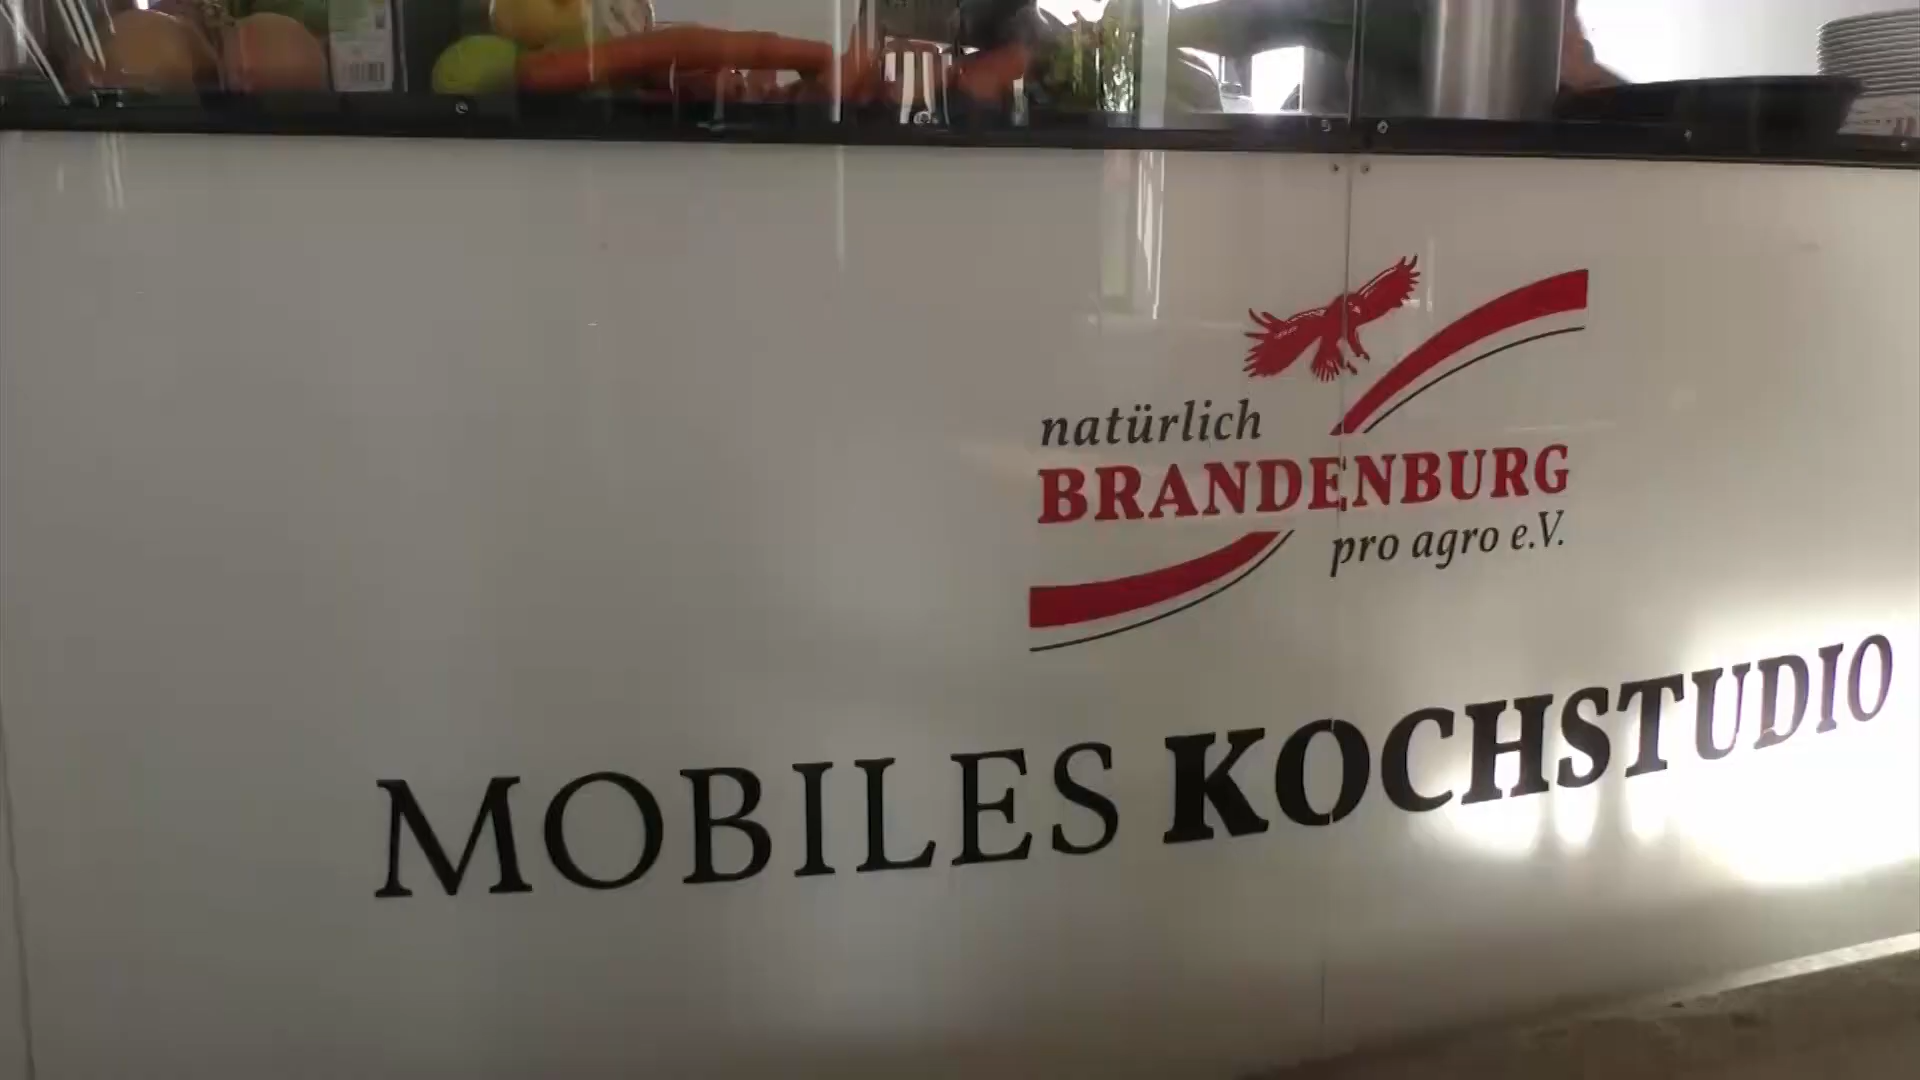 natürlich
BRANDENBURG
pro agro e.V.
MOBILES KOCHSTUDIO